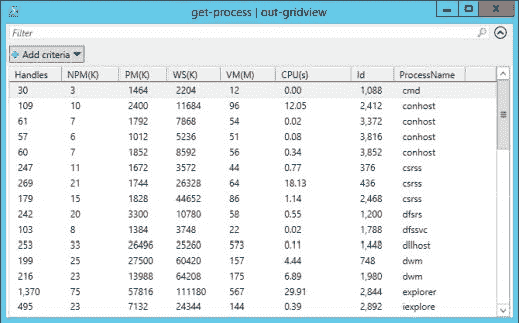 get-process | out-gridview
Filter
Add criteria
Handles NPM(K) PM(K) WS(K) VM(M) CPU(s) Id ProcessName
30 3 1464 2204 12 0.00 1,088 cmd
109 10 2400 11684 96 12.05 2,412 conhost
61 7 1792 7868 54 0.02 3,372 conhost
57 6 1012 5236 51 0.08 3,816 conhost
60 7 1852 8592 56 0.34 3,852 conhost
247 11 1672 3572 44 0.77 376 csrss
269 21 1744 26328 64 18.13 436 csrss
179 15 1828 44652 86 1.14 2,468 csrss
242 20 3300 10780 58 0.55 1,200 dfsrs
103 8 1384 3748 22 0.02 1,788 dfssvc
253 33 26496 25260 573 0.11 1,448 dllhost
199 25 27500 60420 157 4.44 748 dwm
216 23 13988 64208 175 6.89 1,980 dwm
1,370 75 57816 111180 567 29.91 2,844 explorer
495 23 7132 24344 144 0.39 2,892 iexplore